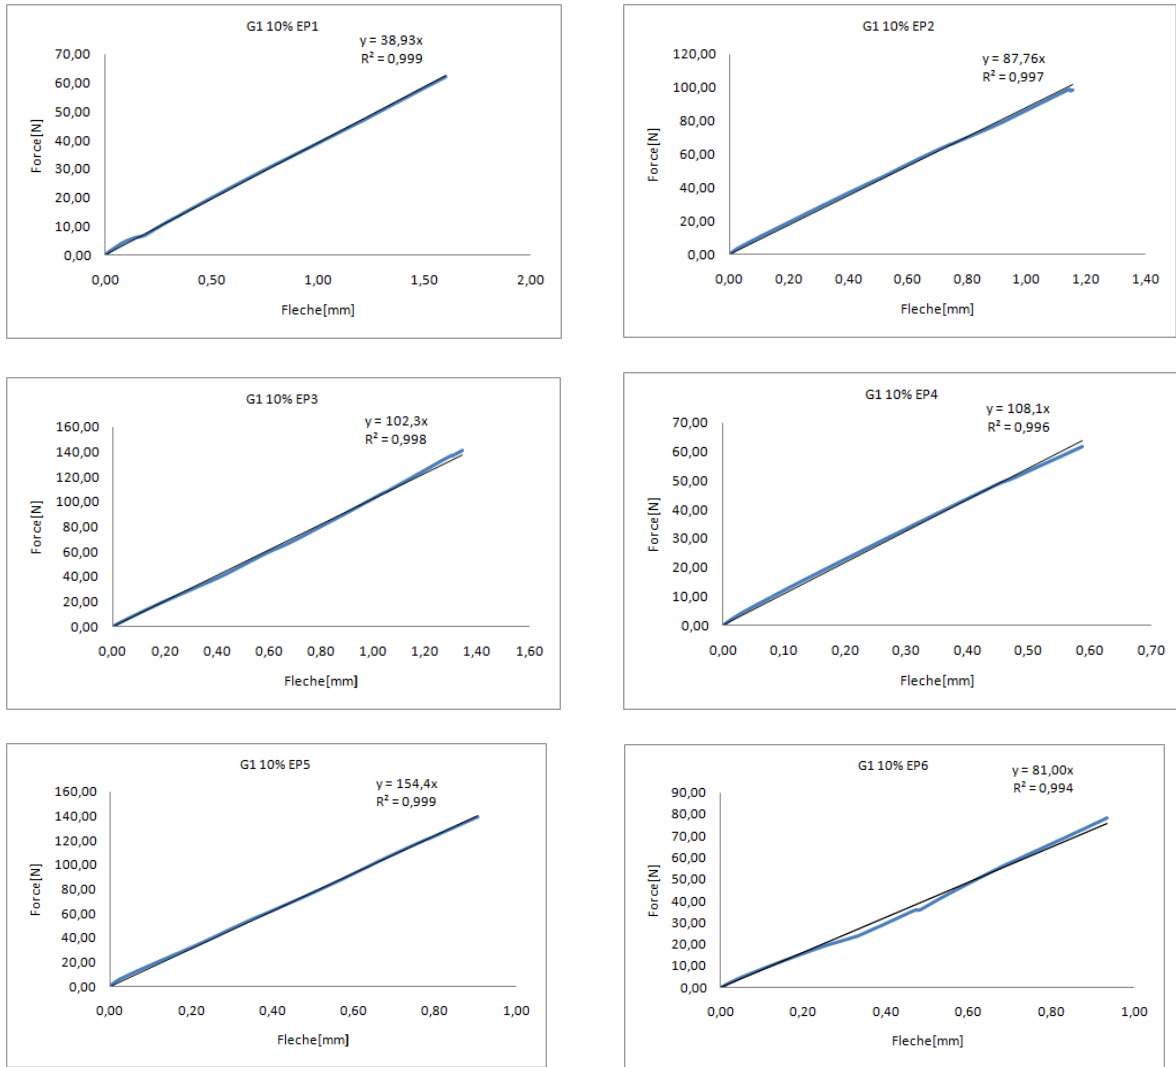 G1 10% EP1
y = 38,93x
R² = 0,999
70,00
60,00
50,00
40,00
30,00
20,00
10,00
0,00
Force[N]
0,00 0,50 1,00 1,50 2,00
Fleche[mm]
G1 10% EP2
y = 87,76x
R² = 0,997
120,00
100,00
80,00
60,00
40,00
20,00
0,00
Force[N]
0,00 0,20 0,40 0,60 0,80 1,00 1,20 1,40
Fleche[mm]
G1 10% EP3
y = 102,3x
R² = 0,998
160,00
140,00
120,00
100,00
80,00
60,00
40,00
20,00
0,00
Force[N]
0,00 0,20 0,40 0,60 0,80 1,00 1,20 1,40 1,60
Fleche[mm]
G1 10% EP4
y = 108,1x
R² = 0,996
70,00
60,00
50,00
40,00
30,00
20,00
10,00
0,00
Force[N]
0,00 0,10 0,20 0,30 0,40 0,50 0,60 0,70
Fleche[mm]
G1 10% EP5
y = 154,4x
R² = 0,999
160,00
140,00
120,00
100,00
80,00
60,00
40,00
20,00
0,00
Force[N]
0,00 0,20 0,40 0,60 0,80 1,00
Fleche[mm]
G1 10% EP6
y = 81,00x
R² = 0,994
90,00
80,00
70,00
60,00
50,00
40,00
30,00
20,00
10,00
0,00
Force[N]
0,00 0,20 0,40 0,60 0,80 1,00
Fleche[mm]